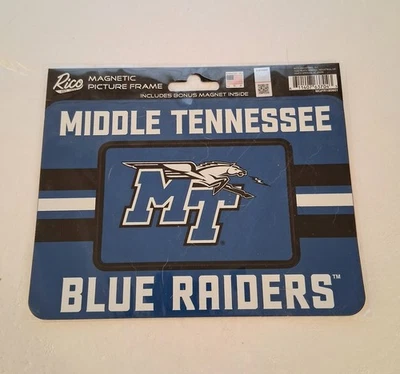 Rico
MAGNETIC
PICTURE FRAME
INCLUDES BONUS MAGNET INSIDE
MIDDLE TENNESSEE
MT
BLUE RAIDERS™